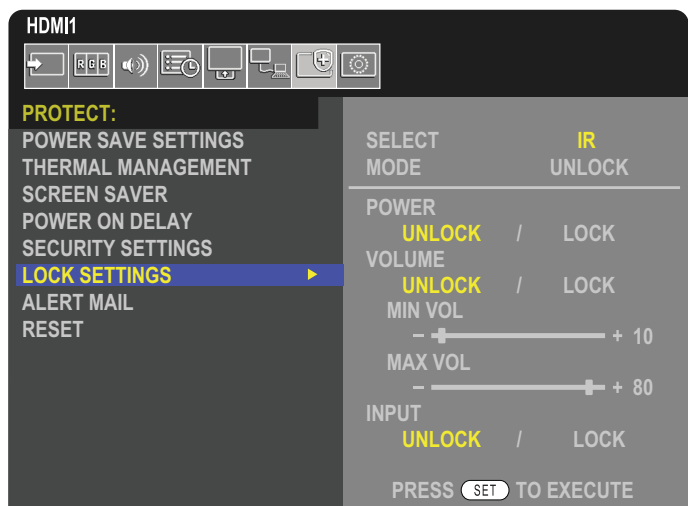 HDMI1
R G B
PROTECT:
POWER SAVE SETTINGS
THERMAL MANAGEMENT
SCREEN SAVER
POWER ON DELAY
SECURITY SETTINGS
LOCK SETTINGS
ALERT MAIL
RESET
SELECT IR
MODE UNLOCK
POWER
UNLOCK / LOCK
VOLUME
UNLOCK / LOCK
MIN VOL
- + 10
MAX VOL
- + 80
INPUT
UNLOCK / LOCK
PRESS SET TO EXECUTE